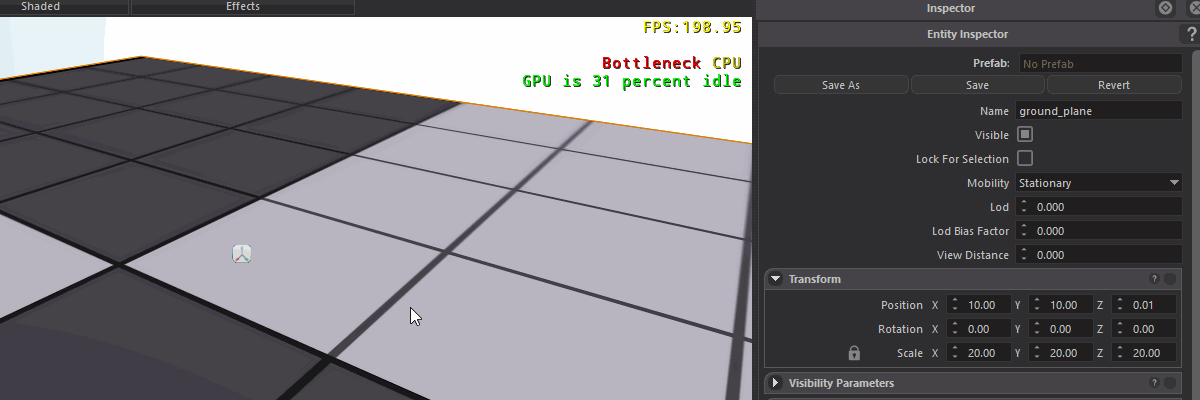 Shaded Effects
FPS:198.95
Bottleneck CPU
GPU is 31 percent idle
Inspector
Entity Inspector ?
Prefab: No Prefab
Save As Save Revert
Name ground_plane
Visible
Lock For Selection
Mobility Stationary
Lod 0.000
Lod Bias Factor 0.000
View Distance 0.000
Transform ?
Position X 10.00 Y 10.00 Z 0.01
Rotation X 0.00 Y 0.00 Z 0.00
Scale X 20.00 Y 20.00 Z 20.00
Visibility Parameters ?